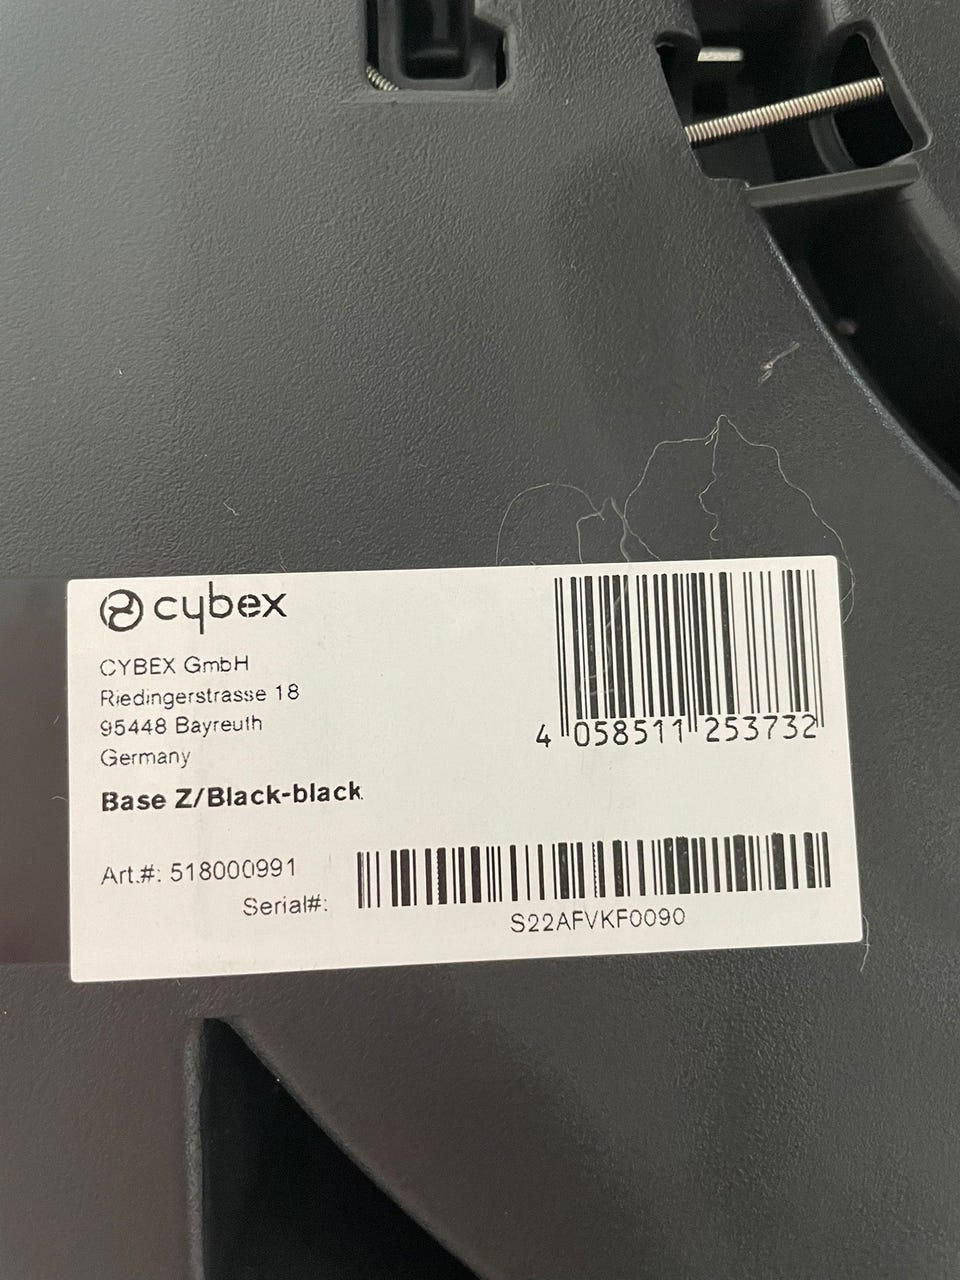 cybex
CYBEX GmbH
Riedingerstrasse 18
95448 Bayreuth
Germany
4 058511 253732
Base Z/Black-black
Art.#: 518000991
Serial#:
S22AFVKF0090